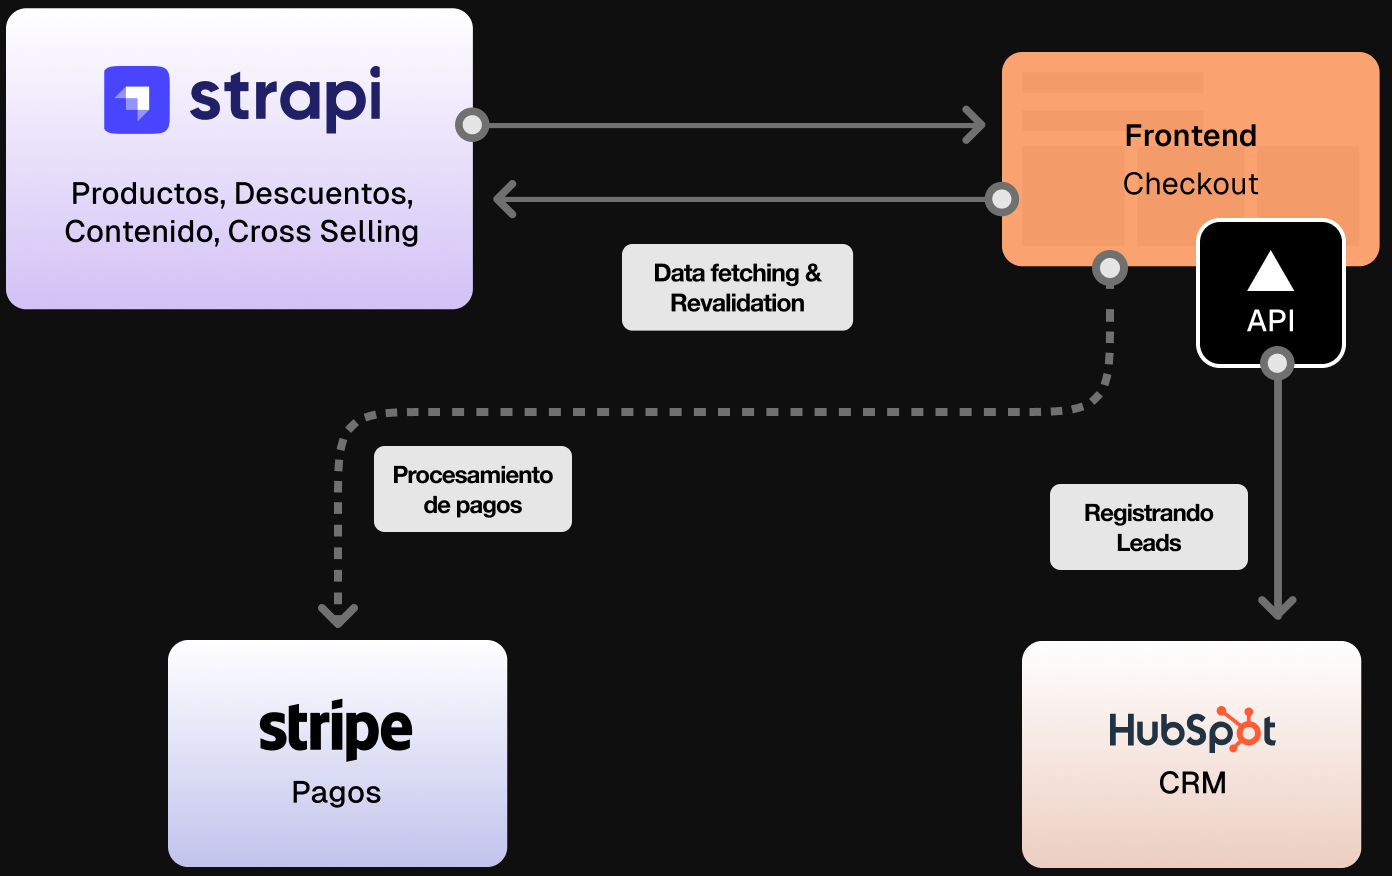 strapi
Productos, Descuentos,
Contenido, Cross Selling
Frontend
Checkout
API
Data fetching &
Revalidation
Procesamiento
de pagos
Registrando
Leads
stripe
Pagos
HubSpot
CRM